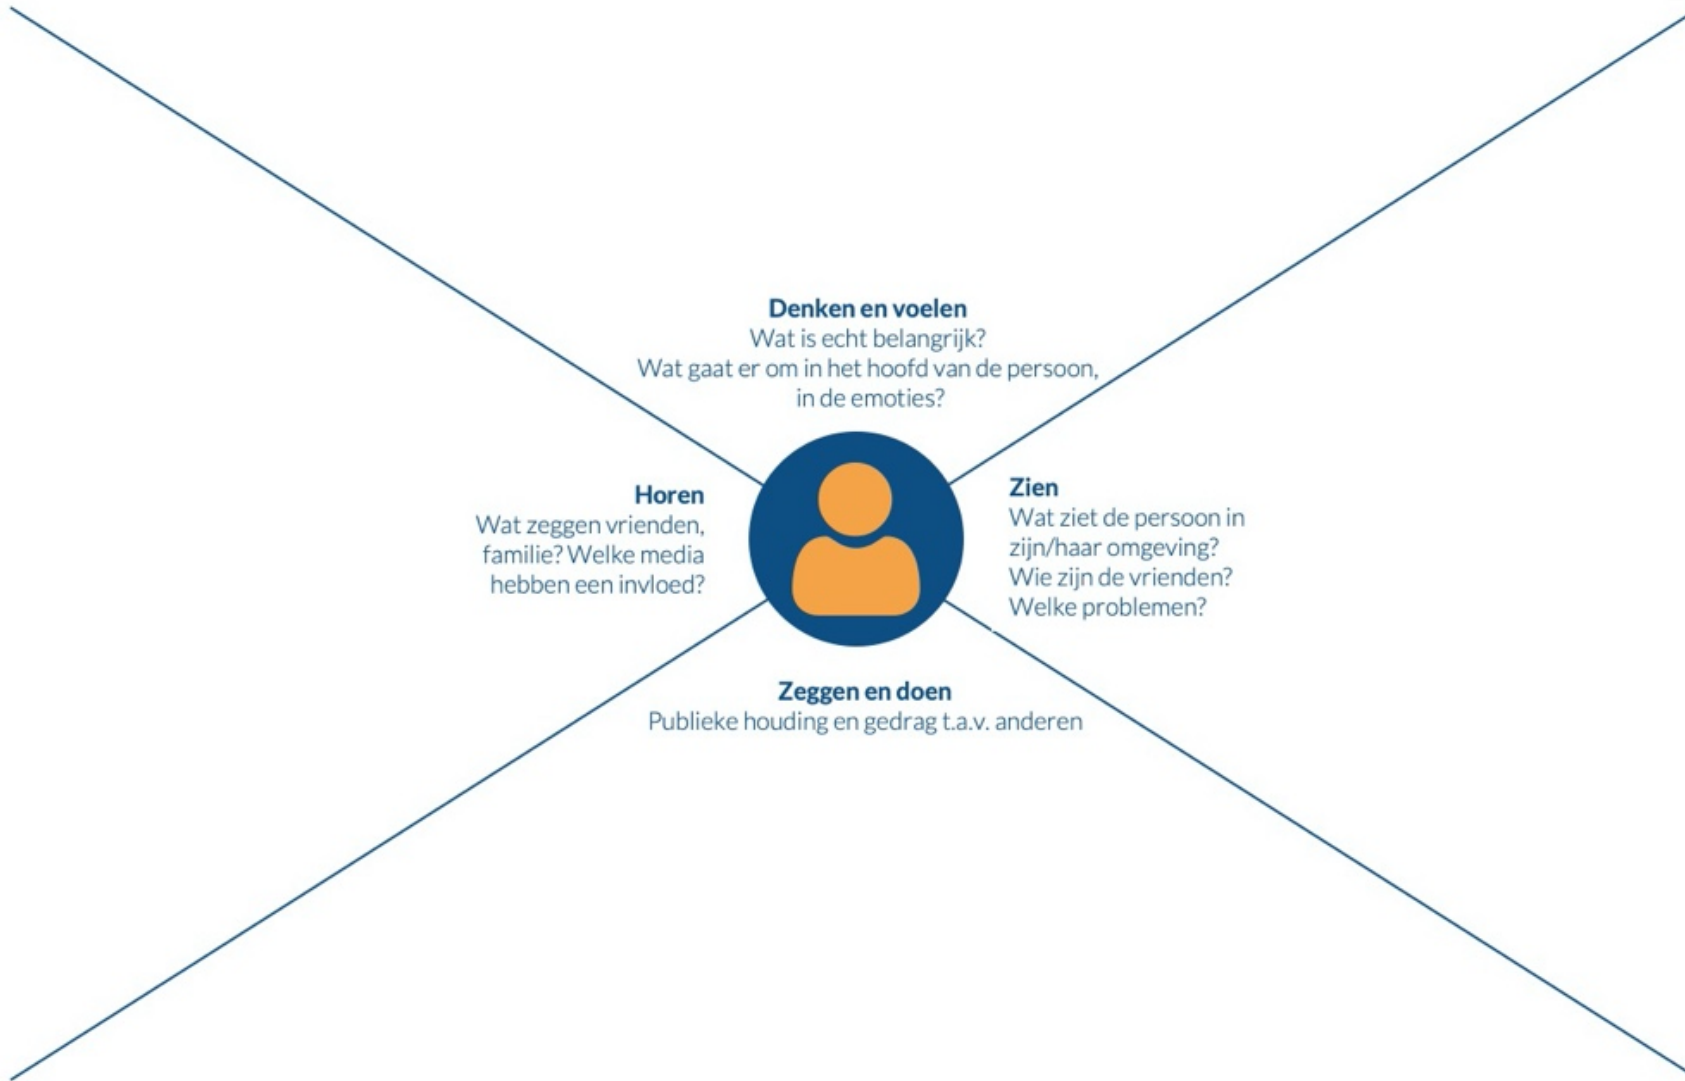 Denken en voelen
Wat is echt belangrijk?
Wat gaat er om in het hoofd van de persoon,
in de emoties?
Horen
Wat zeggen vrienden,
familie? Welke media
hebben een invloed?
Zien
Wat ziet de persoon in
zijn/haar omgeving?
Wie zijn de vrienden?
Welke problemen?
Zeggen en doen
Publieke houding en gedrag t.a.v. anderen